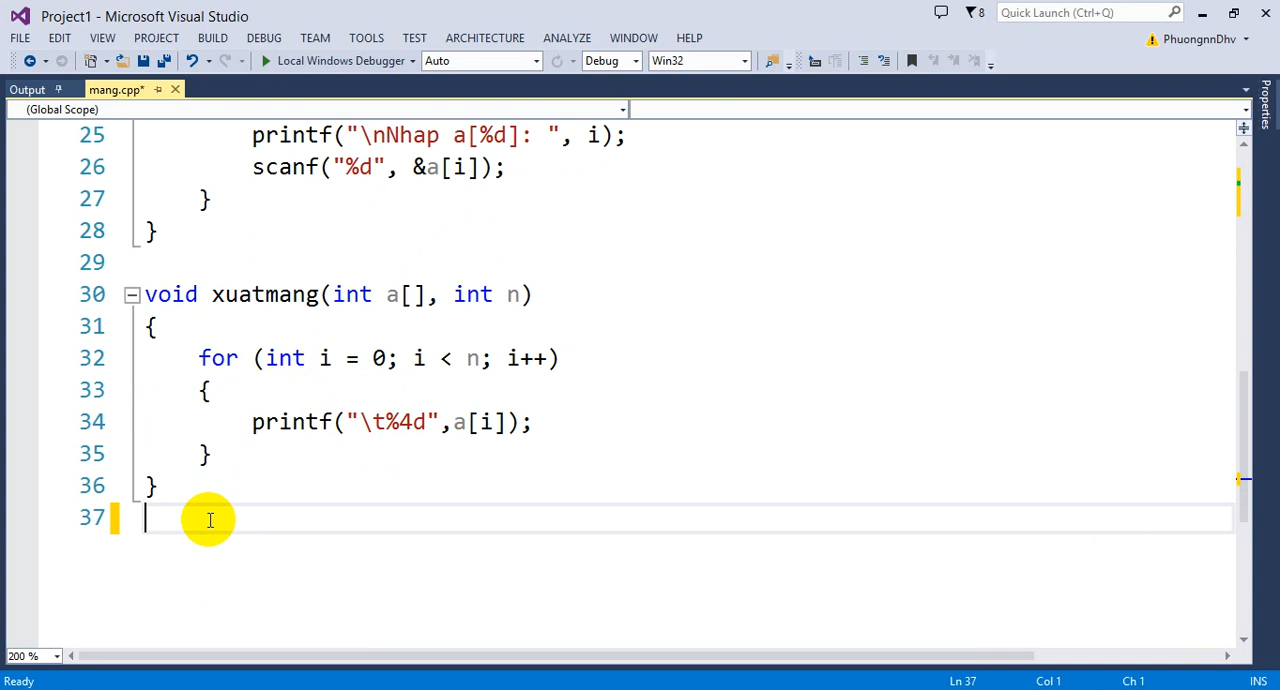 Project1 - Microsoft Visual Studio
8
Quick Launch (Ctrl+Q)
FILE EDIT VIEW PROJECT BUILD DEBUG TEAM TOOLS TEST ARCHITECTURE ANALYZE WINDOW HELP
PhuongnnDhv
Local Windows Debugger Auto Debug Win32
Output mang.cpp*
(Global Scope)
Properties
25 printf("\nNhap a[%d]: ", i);
26 scanf("%d", &a[i]);
27 }
28 }
29
30 void xuatmang(int a[], int n)
31 {
32 for (int i = 0; i < n; i++)
33 {
34 printf("\t%4d",a[i]);
35 }
36 }
37
200 %
Ready Ln 37 Col 1 Ch 1 INS